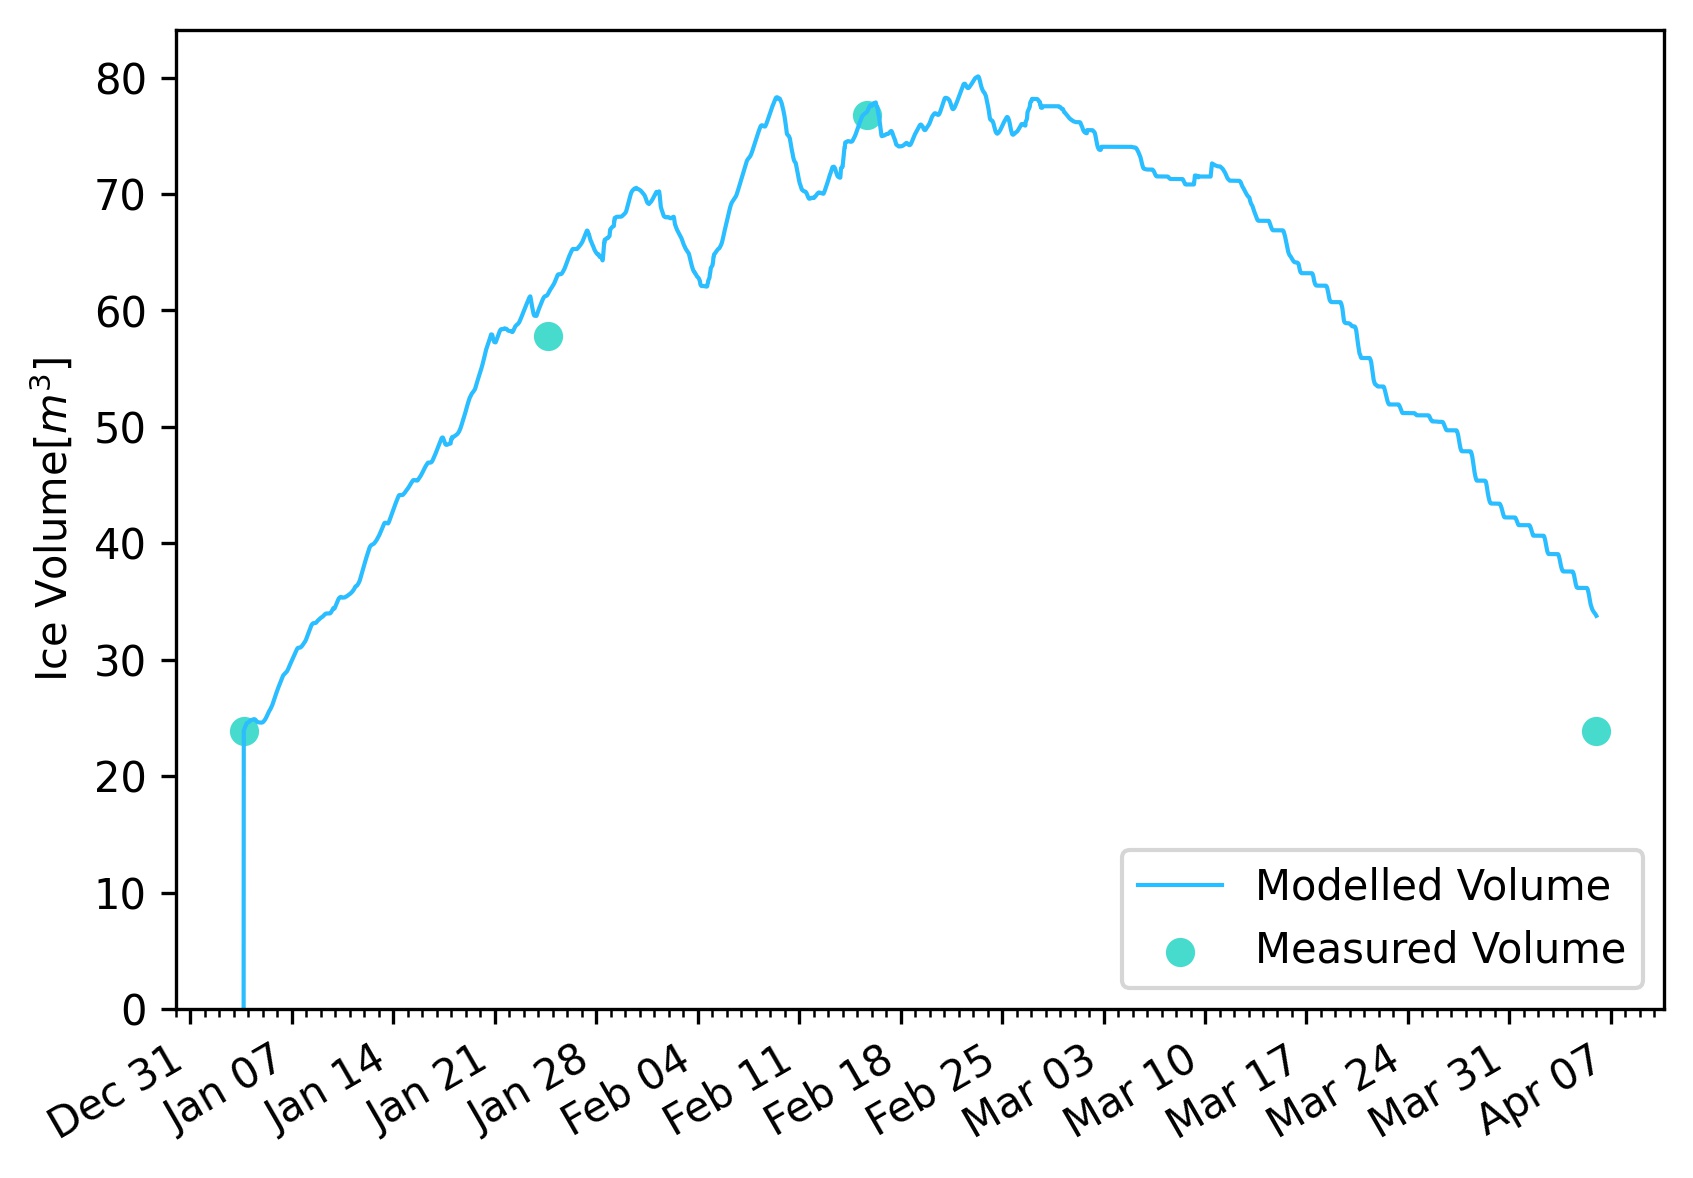 80
70
60
50
40
30
20
10
0
Ice Volume[m³]
Modelled Volume
Measured Volume
Dec 31
Jan 07
Jan 14
Jan 21
Jan 28
Feb 04
Feb 11
Feb 18
Feb 25
Mar 03
Mar 10
Mar 17
Mar 24
Mar 31
Apr 07